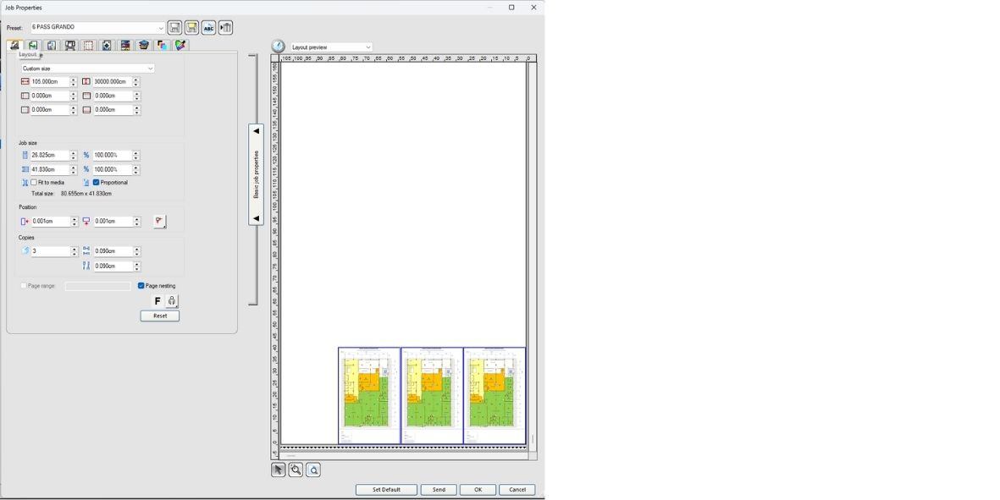 Job Properties
Preset: 6 PASS GRANDO
ABC
Layout
Custom size
105.000cm 30000.000cm
0.000cm 0.000cm
0.000cm 0.000cm
Job size
26.825cm % 100.000%
41.830cm % 100.000%
Fit to media Proportional
Total size: 80.655cm x 41.830cm
Position
0.001cm 0.001cm
Copies
3 0.090cm
0.090cm
Page range: Page nesting
F
Reset
Basic job properties
Layout preview
105 100 95 90 85 80 75 70 65 60 55 50 45 40 35 30 25 20 15 10 5 0
160 155 150 145 140 135 130 125 120 115 110 105 100 95 90 85 80 75 70 65 60 55 50 45 40 35 30 25 20 15 10 5 0 -5
Set Default Send OK Cancel